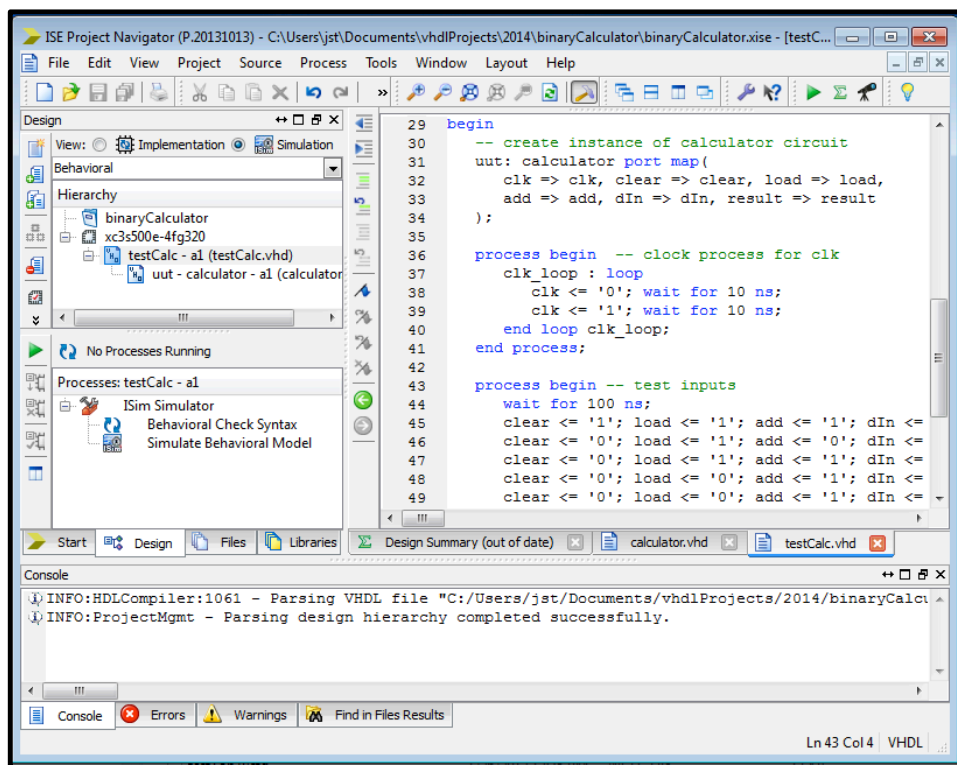 ISE Project Navigator (P.20131013) - C:\Users\jst\Documents\vhdlProjects\2014\binaryCalculator\binaryCalculator.xise - [testC...
File Edit View Project Source Process Tools Window Layout Help
Design
View: Implementation Simulation
Behavioral
Hierarchy
binaryCalculator
xc3s500e-4fg320
testCalc - a1 (testCalc.vhd)
uut - calculator - a1 (calculator
No Processes Running
Processes: testCalc - a1
ISim Simulator
Behavioral Check Syntax
Simulate Behavioral Model
Start Design Files Libraries
29 begin
30 -- create instance of calculator circuit
31 uut: calculator port map(
32 clk => clk, clear => clear, load => load,
33 add => add, dIn => dIn, result => result
34 );
35
36 process begin -- clock process for clk
37 clk_loop : loop
38 clk <= '0'; wait for 10 ns;
39 clk <= '1'; wait for 10 ns;
40 end loop clk_loop;
41 end process;
42
43 process begin -- test inputs
44 wait for 100 ns;
45 clear <= '1'; load <= '1'; add <= '1'; dIn <=
46 clear <= '0'; load <= '1'; add <= '0'; dIn <=
47 clear <= '0'; load <= '1'; add <= '1'; dIn <=
48 clear <= '0'; load <= '0'; add <= '1'; dIn <=
49 clear <= '0'; load <= '0'; add <= '1'; dIn <=
Design Summary (out of date) calculator.vhd testCalc.vhd
Console
INFO:HDLCompiler:1061 - Parsing VHDL file "C:/Users/jst/Documents/vhdlProjects/2014/binaryCalcu
INFO:ProjectMgmt - Parsing design hierarchy completed successfully.
Console Errors Warnings Find in Files Results
Ln 43 Col 4 VHDL